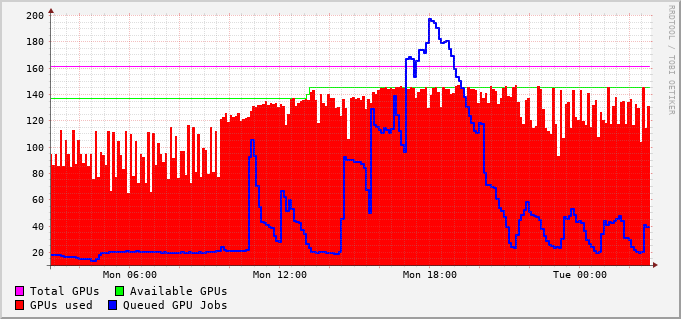 200
180
160
140
120
100
80
60
40
20
Mon 06:00 Mon 12:00 Mon 18:00 Tue 00:00
Total GPUs Available GPUs
GPUs used Queued GPU Jobs
RRDTOOL / TOBI OETIKER